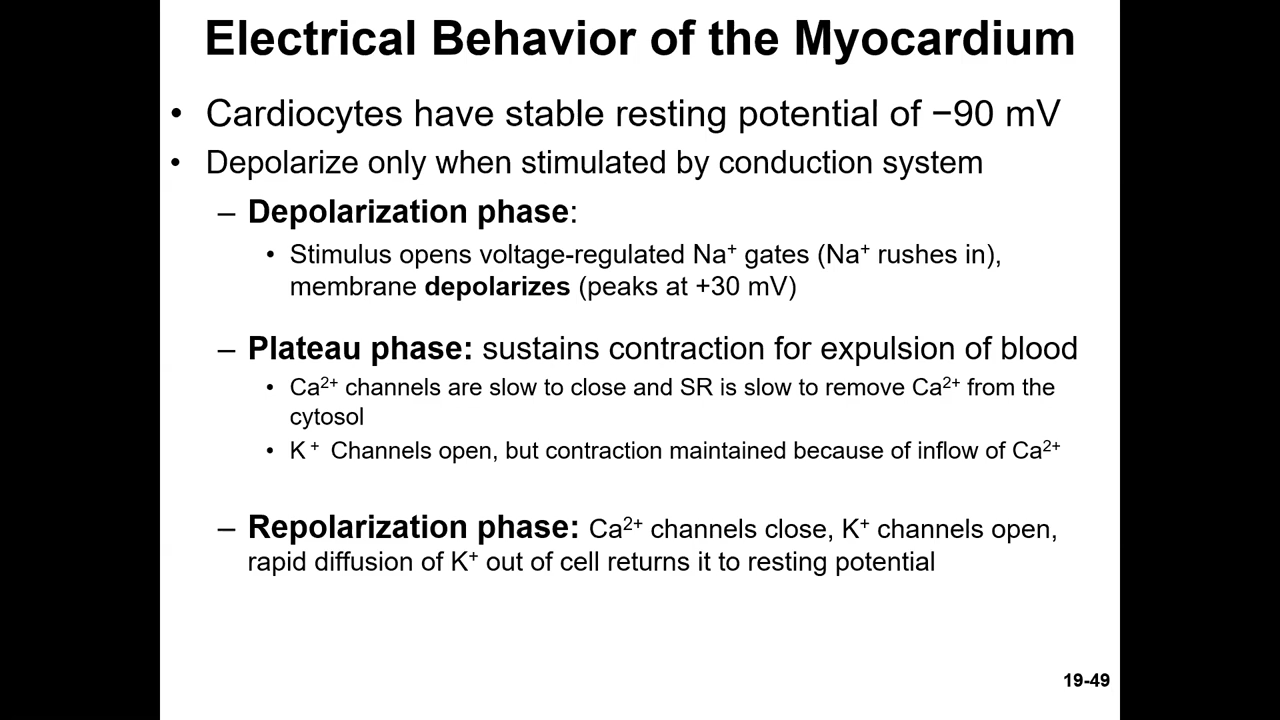 Electrical Behavior of the Myocardium
• Cardiocytes have stable resting potential of −90 mV
• Depolarize only when stimulated by conduction system
– Depolarization phase:
• Stimulus opens voltage-regulated Na⁺ gates (Na⁺ rushes in),
membrane depolarizes (peaks at +30 mV)
– Plateau phase: sustains contraction for expulsion of blood
• Ca²⁺ channels are slow to close and SR is slow to remove Ca²⁺ from the
cytosol
• K⁺ Channels open, but contraction maintained because of inflow of Ca²⁺
– Repolarization phase: Ca²⁺ channels close, K⁺ channels open,
rapid diffusion of K⁺ out of cell returns it to resting potential
19-49